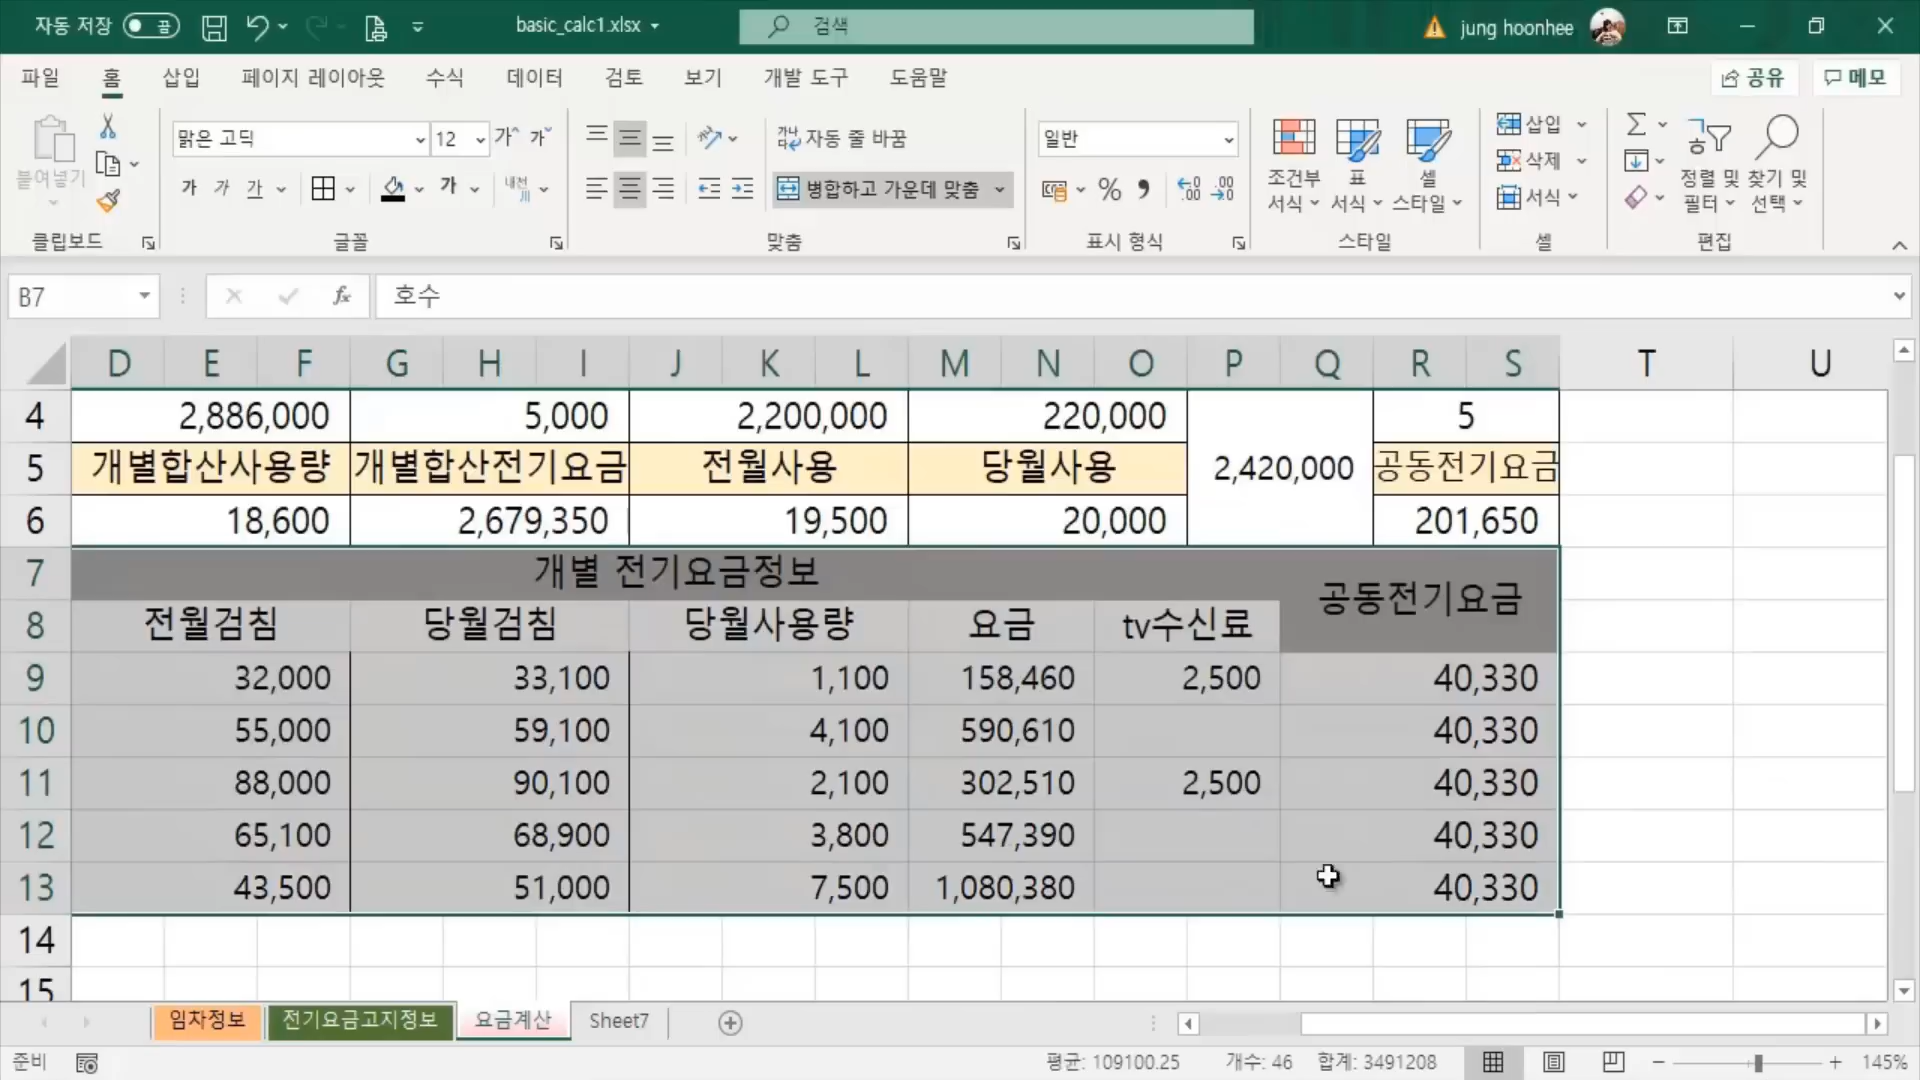 자동 저장 끔 basic_calc1.xlsx 검색 jung hoonhee
파일 홈 삽입 페이지 레이아웃 수식 데이터 검토 보기 개발 도구 도움말 공유 메모
붙여넣기 맑은 고딕 12 가 가 가나다 자동 줄 바꿈 일반 조건부 서식 표 서식 셀 스타일 삽입 정렬 및 필터 찾기 및 선택
가 가 가 가 내천 병합하고 가운데 맞춤 % 삭제
서식
클립보드 글꼴 맞춤 표시 형식 스타일 셀 편집
B7 fx 호수
D E F G H I J K L M N O P Q R S T U
4 2,886,000 5,000 2,200,000 220,000 5
5 개별합산사용량 개별합산전기요금 전월사용 당월사용 2,420,000 공동전기요금
6 18,600 2,679,350 19,500 20,000 201,650
7 개별 전기요금정보 공동전기요금
8 전월검침 당월검침 당월사용량 요금 tv수신료
9 32,000 33,100 1,100 158,460 2,500 40,330
10 55,000 59,100 4,100 590,610 40,330
11 88,000 90,100 2,100 302,510 2,500 40,330
12 65,100 68,900 3,800 547,390 40,330
13 43,500 51,000 7,500 1,080,380 40,330
14
15
임차정보 전기요금고지정보 요금계산 Sheet7
준비 평균: 109100.25 개수: 46 합계: 3491208 145%